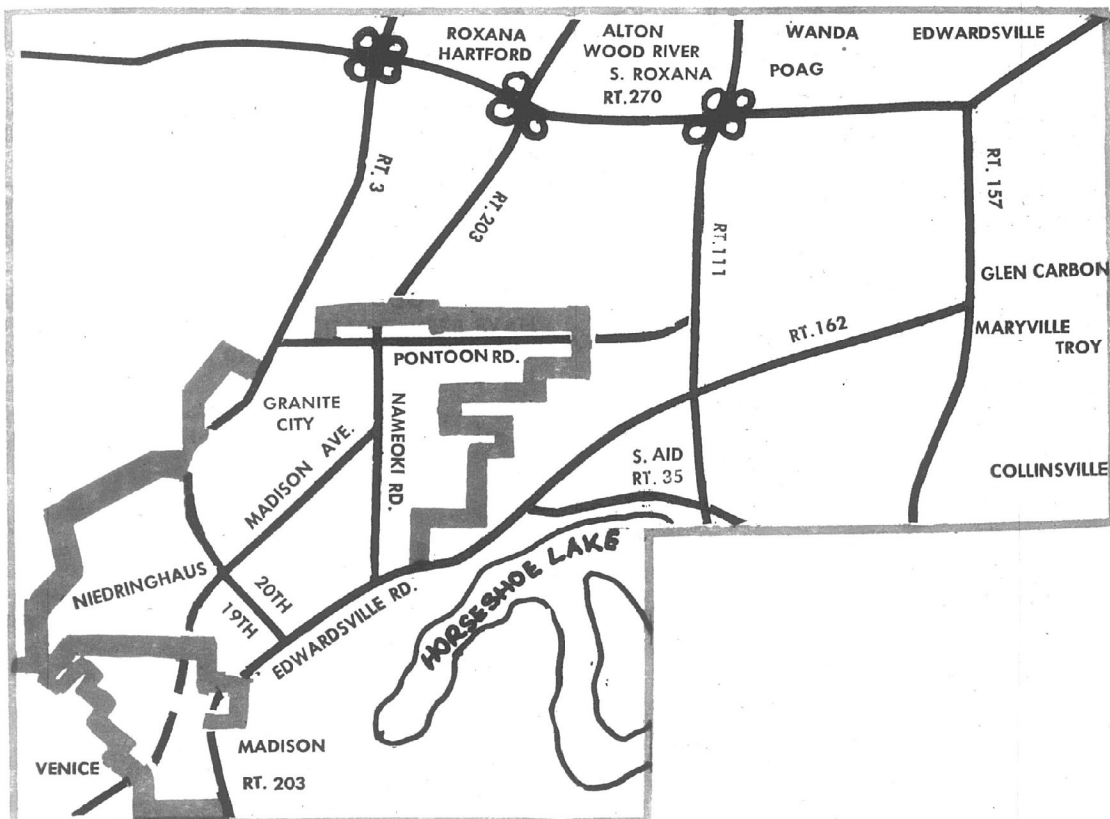 ROXANA
HARTFORD
ALTON
WOOD RIVER
S. ROXANA
RT.270
WANDA
POAG
EDWARDSVILLE
RT. 3
RT.203
RT.111
RT. 157
GLEN CARBON
MARYVILLE
TROY
RT.162
PONTOON RD.
GRANITE
CITY
MADISON AVE.
NAMEOKI RD.
S. AID
RT. 35
COLLINSVILLE
NIEDRINGHAUS
20TH
19TH
EDWARDSVILLE RD.
HORSESHOE LAKE
VENICE
MADISON
RT. 203